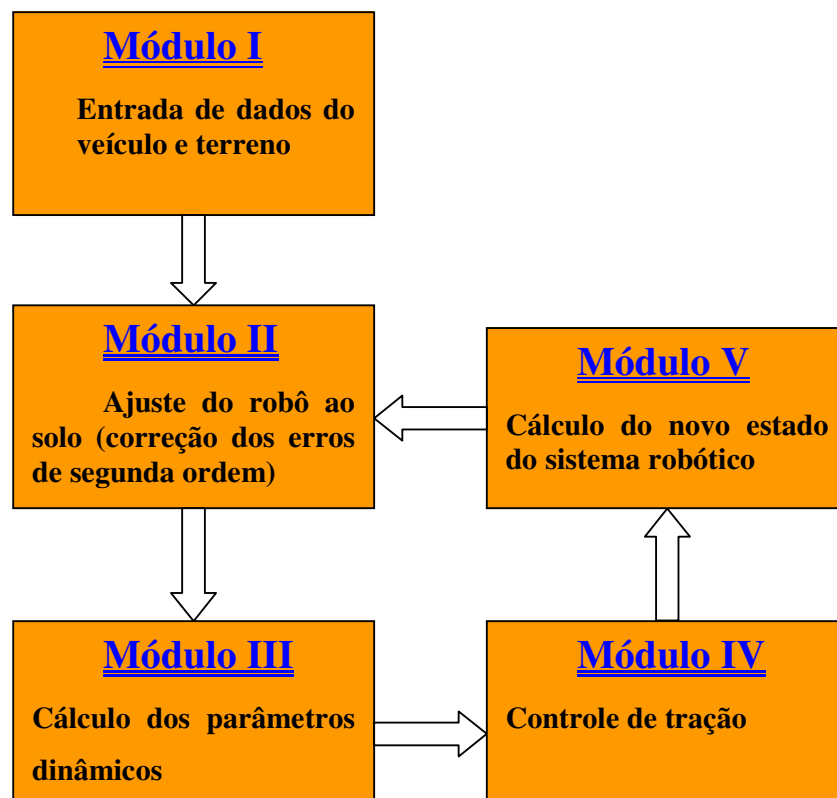 Módulo I
Entrada de dados do
veículo e terreno
Módulo II
Ajuste do robô ao
solo (correção dos erros
de segunda ordem)
Módulo V
Cálculo do novo estado
do sistema robótico
Módulo III
Cálculo dos parâmetros
dinâmicos
Módulo IV
Controle de tração